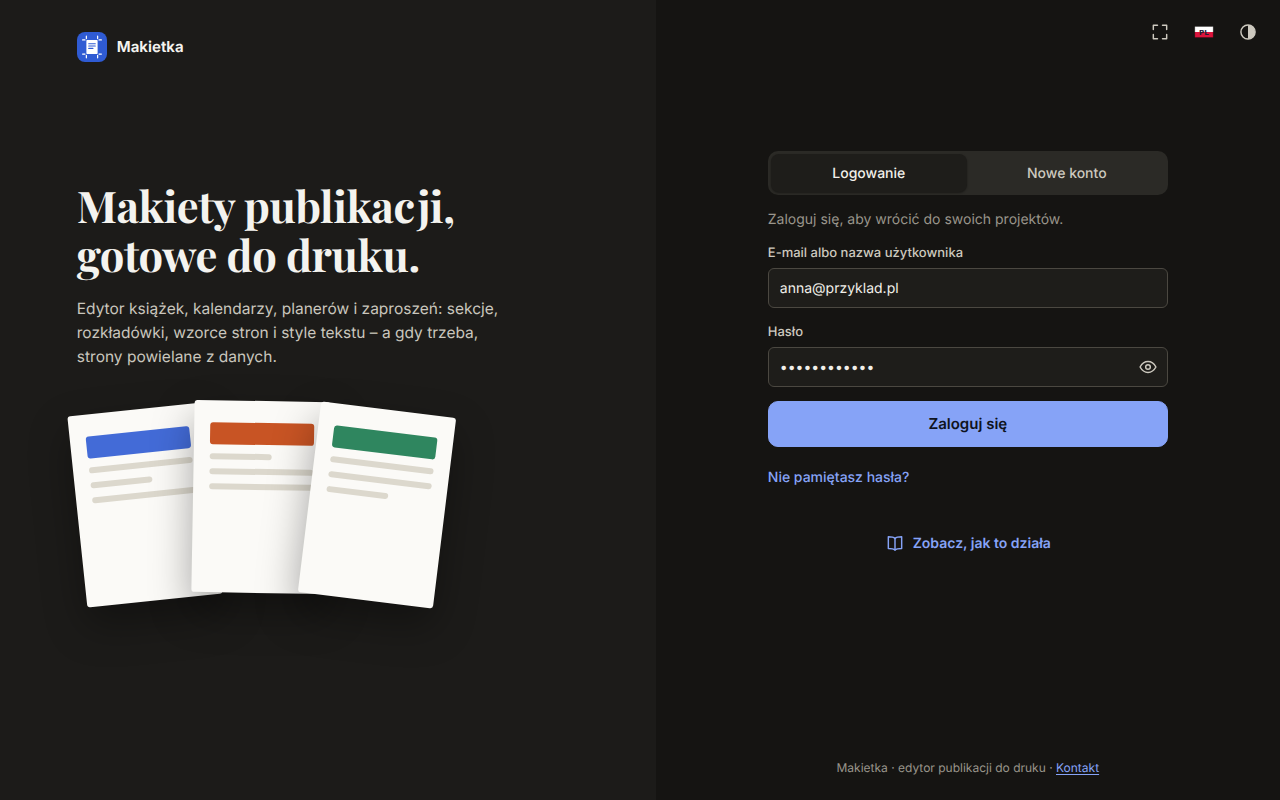 Makietka
PL
Makiety publikacji,
gotowe do druku.
Edytor książek, kalendarzy, planerów i zaproszeń: sekcje,
rozkładówki, wzorce stron i style tekstu – a gdy trzeba,
strony powielane z danych.
Logowanie
Nowe konto
Zaloguj się, aby wrócić do swoich projektów.
E-mail albo nazwa użytkownika
anna@przyklad.pl
Hasło
••••••••••••
Zaloguj się
Nie pamiętasz hasła?
Zobacz, jak to działa
Makietka · edytor publikacji do druku · Kontakt